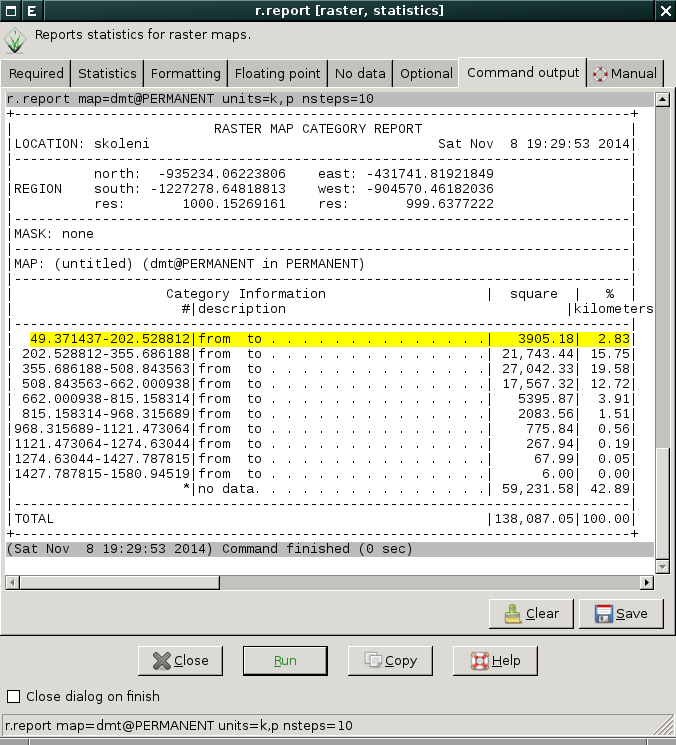 r.report [raster, statistics]
Reports statistics for raster maps.
Required Statistics Formatting Floating point No data Optional Command output Manual
r.report map=dmt@PERMANENT units=k,p nsteps=10
+-----------------------------------------------------------------------------+
| RASTER MAP CATEGORY REPORT |
|LOCATION: skoleni Sat Nov  8 19:29:53 2014|
|-----------------------------------------------------------------------------|
| north: -935234.06223806 east: -431741.81921849 |
|REGION south: -1227278.64818813 west: -904570.46182036 |
| res: 1000.15269161 res: 999.6377222 |
|-----------------------------------------------------------------------------|
|MASK: none |
|-----------------------------------------------------------------------------|
|MAP: (untitled) (dmt@PERMANENT in PERMANENT) |
|-----------------------------------------------------------------------------|
| Category Information | square | % |
| #|description |kilometers
|-----------------------------------------------------------------------------|
| 49.371437-202.528812|from  to . . . . . . . . . . . . . .| 3905.18| 2.83|
| 202.528812-355.686188|from  to . . . . . . . . . . . . . .| 21,743.44| 15.75|
| 355.686188-508.843563|from  to . . . . . . . . . . . . . .| 27,042.33| 19.58|
| 508.843563-662.000938|from  to . . . . . . . . . . . . . .| 17,567.32| 12.72|
| 662.000938-815.158314|from  to . . . . . . . . . . . . . .| 5395.87| 3.91|
| 815.158314-968.315689|from  to . . . . . . . . . . . . . .| 2083.56| 1.51|
|968.315689-1121.473064|from  to . . . . . . . . . . . . . .| 775.84| 0.56|
|1121.473064-1274.63044|from  to . . . . . . . . . . . . . .| 267.94| 0.19|
|1274.63044-1427.787815|from  to . . . . . . . . . . . . . .| 67.99| 0.05|
|1427.787815-1580.94519|from  to . . . . . . . . . . . . . .| 6.00| 0.00|
| *|no data. . . . . . . . . . . . . . .| 59,231.58| 42.89|
|-----------------------------------------------------------------------------|
|TOTAL |138,087.05|100.00|
+-----------------------------------------------------------------------------+
(Sat Nov  8 19:29:53 2014) Command finished (0 sec)
Clear Save
Close Run Copy Help
Close dialog on finish
r.report map=dmt@PERMANENT units=k,p nsteps=10